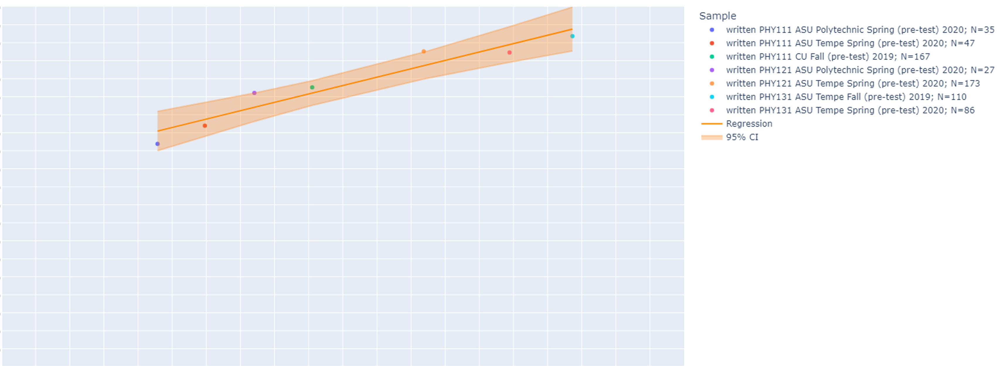 Sample
written PHY111 ASU Polytechnic Spring (pre-test) 2020; N=35
written PHY111 ASU Tempe Spring (pre-test) 2020; N=47
written PHY111 CU Fall (pre-test) 2019; N=167
written PHY121 ASU Polytechnic Spring (pre-test) 2020; N=27
written PHY121 ASU Tempe Spring (pre-test) 2020; N=173
written PHY131 ASU Tempe Fall (pre-test) 2019; N=110
written PHY131 ASU Tempe Spring (pre-test) 2020; N=86
Regression
95% CI